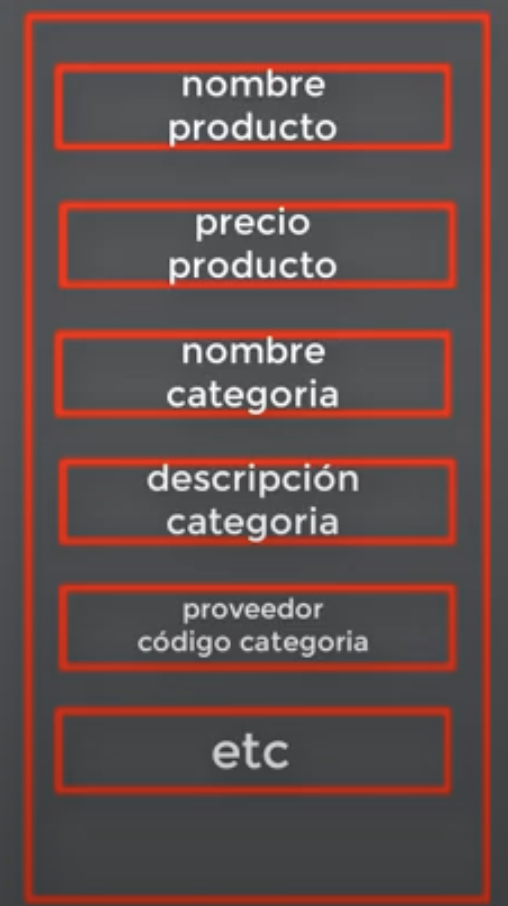 nombre
producto
precio
producto
nombre
categoria
descripción
categoria
proveedor
código categoria
etc